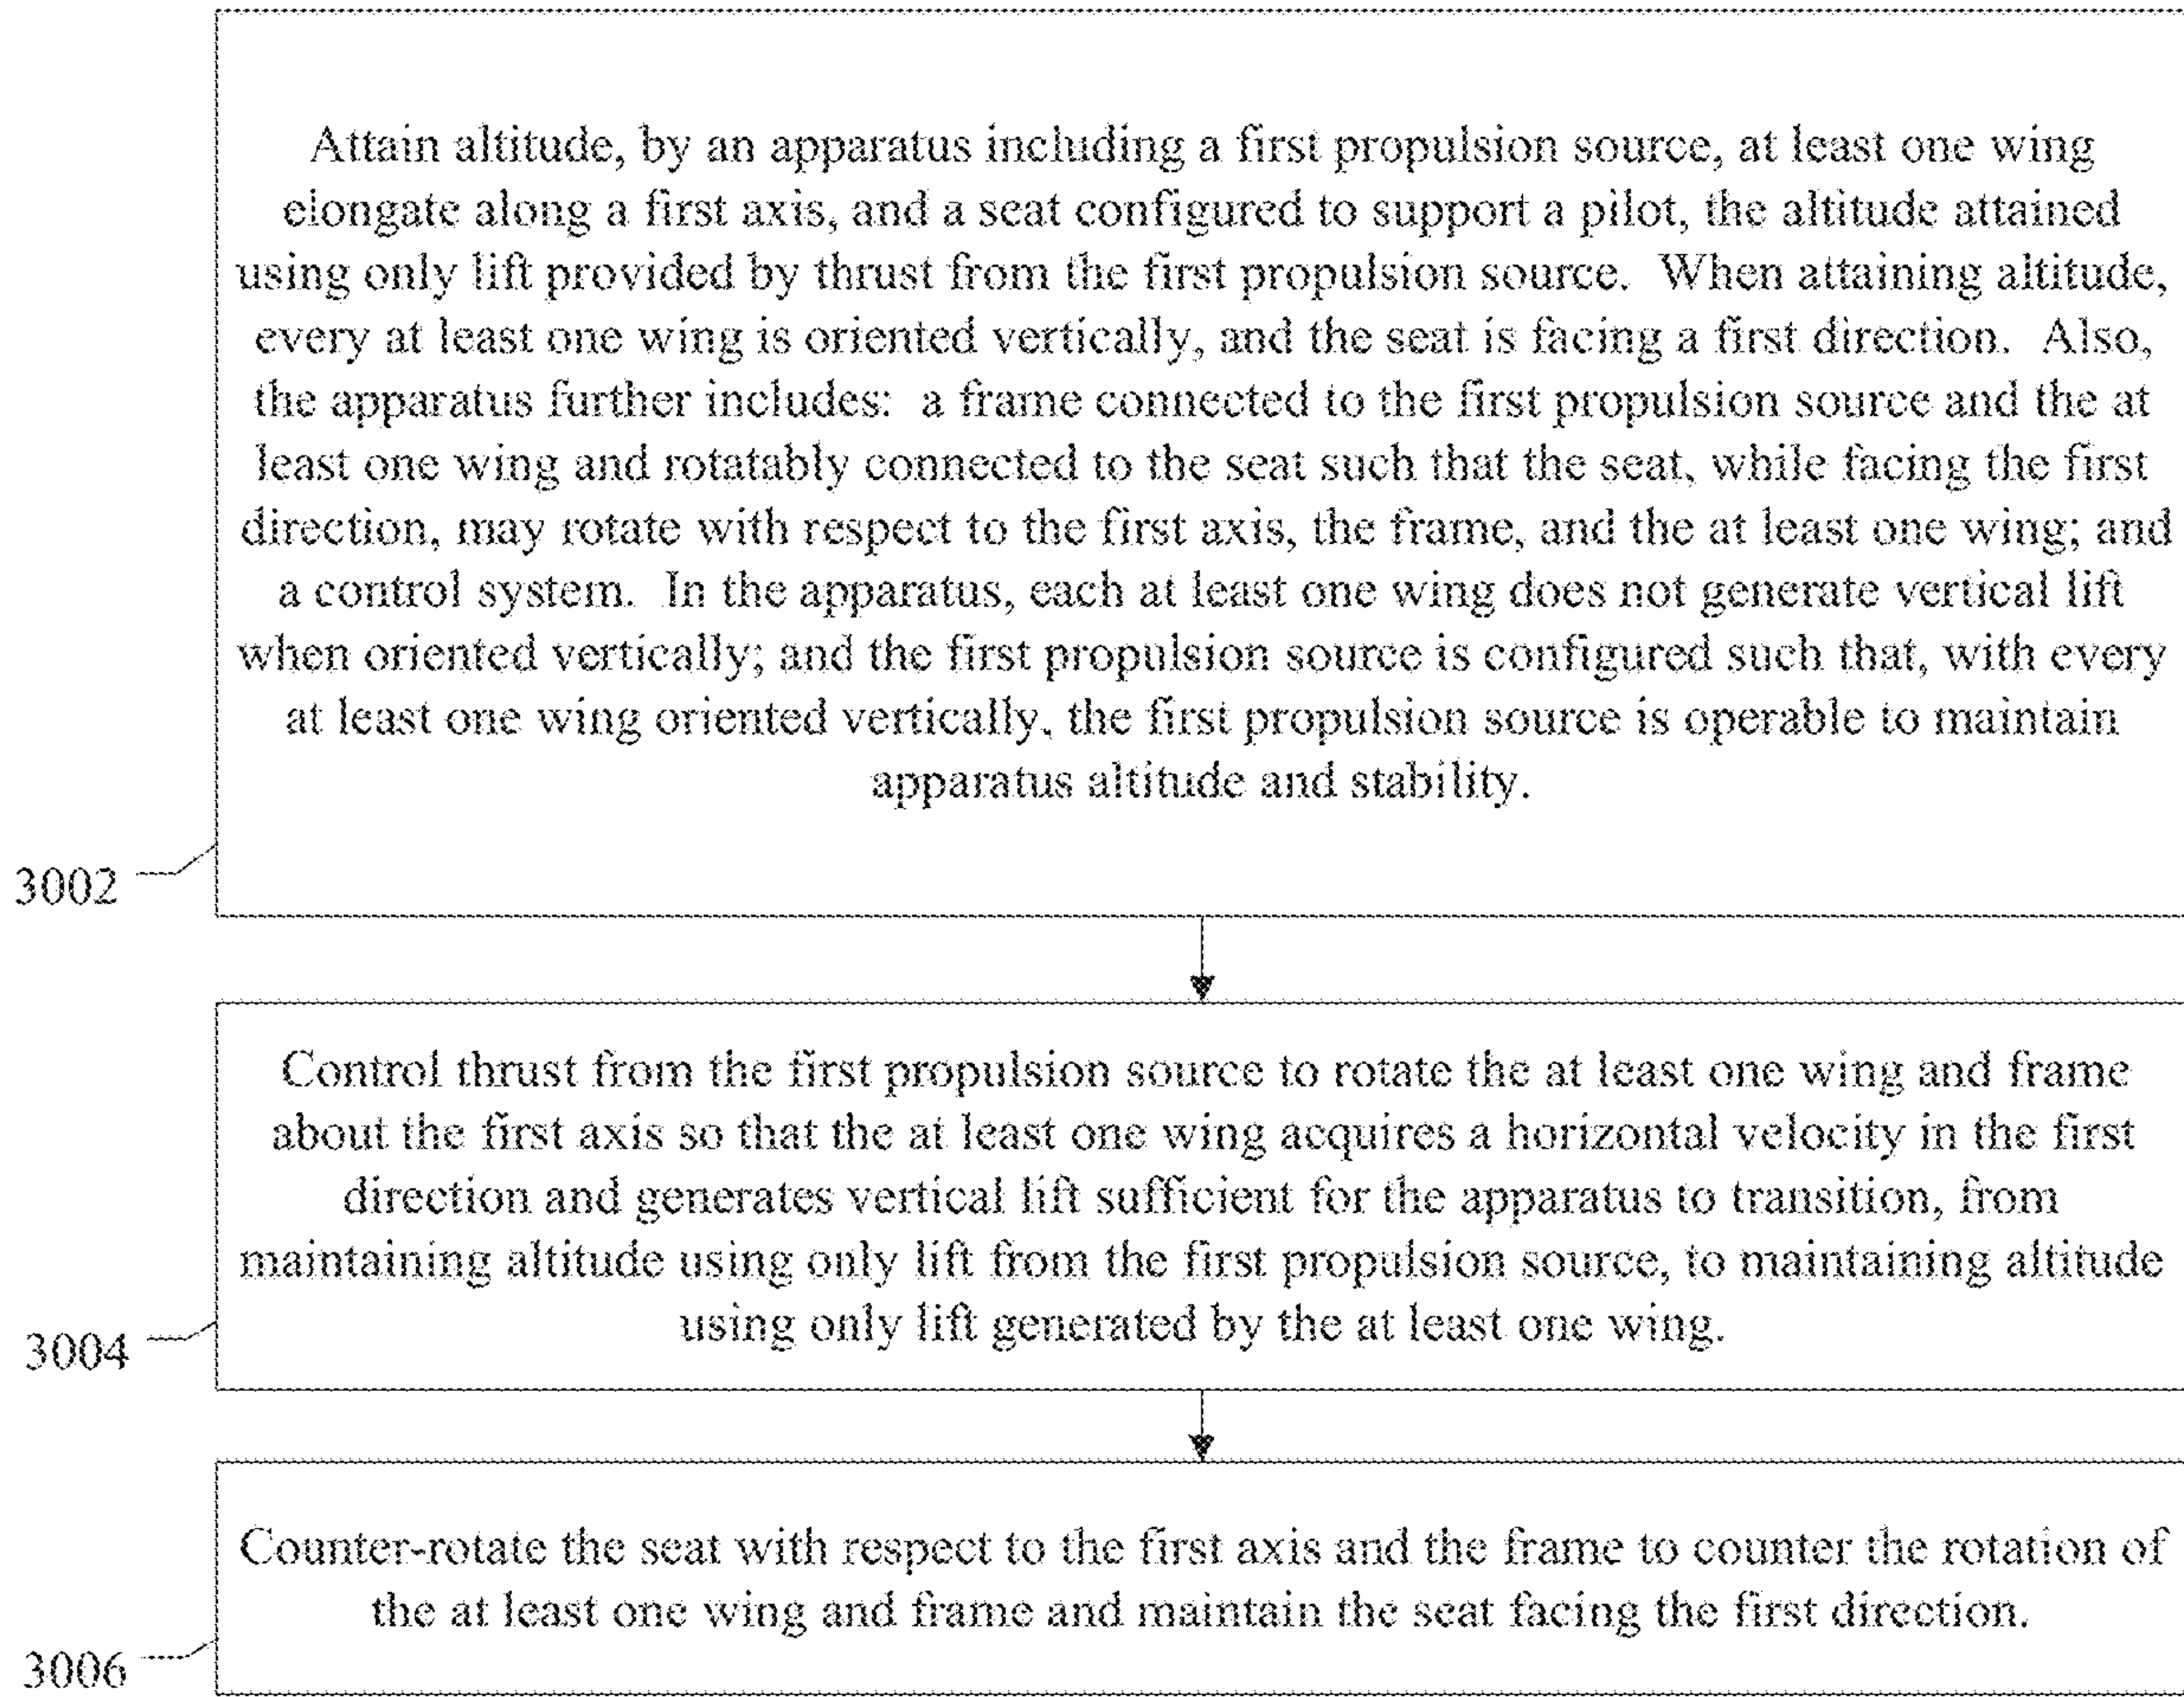 Attain altitude, by an apparatus including a first propulsion source, at least one wing
elongate along a first axis, and a seat configured to support a pilot, the altitude attained
using only lift provided by thrust from the first propulsion source.  When attaining altitude,
every at least one wing is oriented vertically, and the seat is facing a first direction.  Also,
the apparatus further includes:  a frame connected to the first propulsion source and the at
least one wing and rotatably connected to the seat such that the seat, while facing the first
direction, may rotate with respect to the first axis, the frame, and the at least one wing; and
a control system.  In the apparatus, each at least one wing does not generate vertical lift
when oriented vertically; and the first propulsion source is configured such that, with every
at least one wing oriented vertically, the first propulsion source is operable to maintain
apparatus altitude and stability.
3002
Control thrust from the first propulsion source to rotate the at least one wing and frame
about the first axis so that the at least one wing acquires a horizontal velocity in the first
direction and generates vertical lift sufficient for the apparatus to transition, from
maintaining altitude using only lift from the first propulsion source, to maintaining altitude
using only lift generated by the at least one wing.
3004
Counter-rotate the seat with respect to the first axis and the frame to counter the rotation of
the at least one wing and frame and maintain the seat facing the first direction.
3006